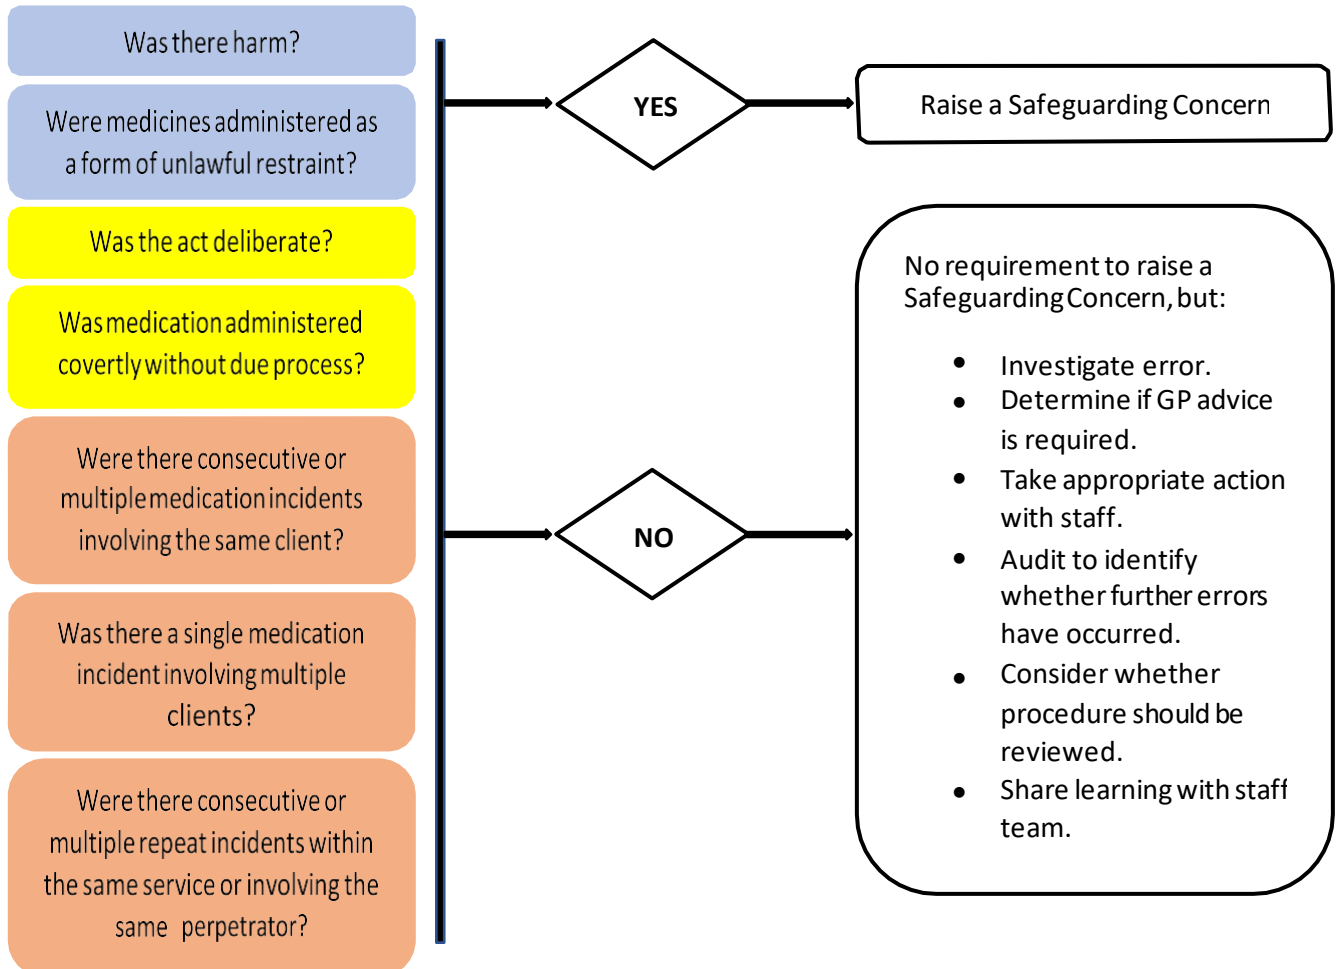 Was there harm?
Were medicines administered as
a form of unlawful restraint?
Was the act deliberate?
Was medication administered
covertly without due process?
Were there consecutive or
multiple medication incidents
involving the same client?
Was there a single medication
incident involving multiple
clients?
Were there consecutive or
multiple repeat incidents within
the same service or involving the
same perpetrator?
YES
Raise a Safeguarding Concern
NO
No requirement to raise a
Safeguarding Concern, but:
• Investigate error.
• Determine if GP advice
is required.
• Take appropriate action
with staff.
• Audit to identify
whether further errors
have occurred.
• Consider whether
procedure should be
reviewed.
• Share learning with staff
team.